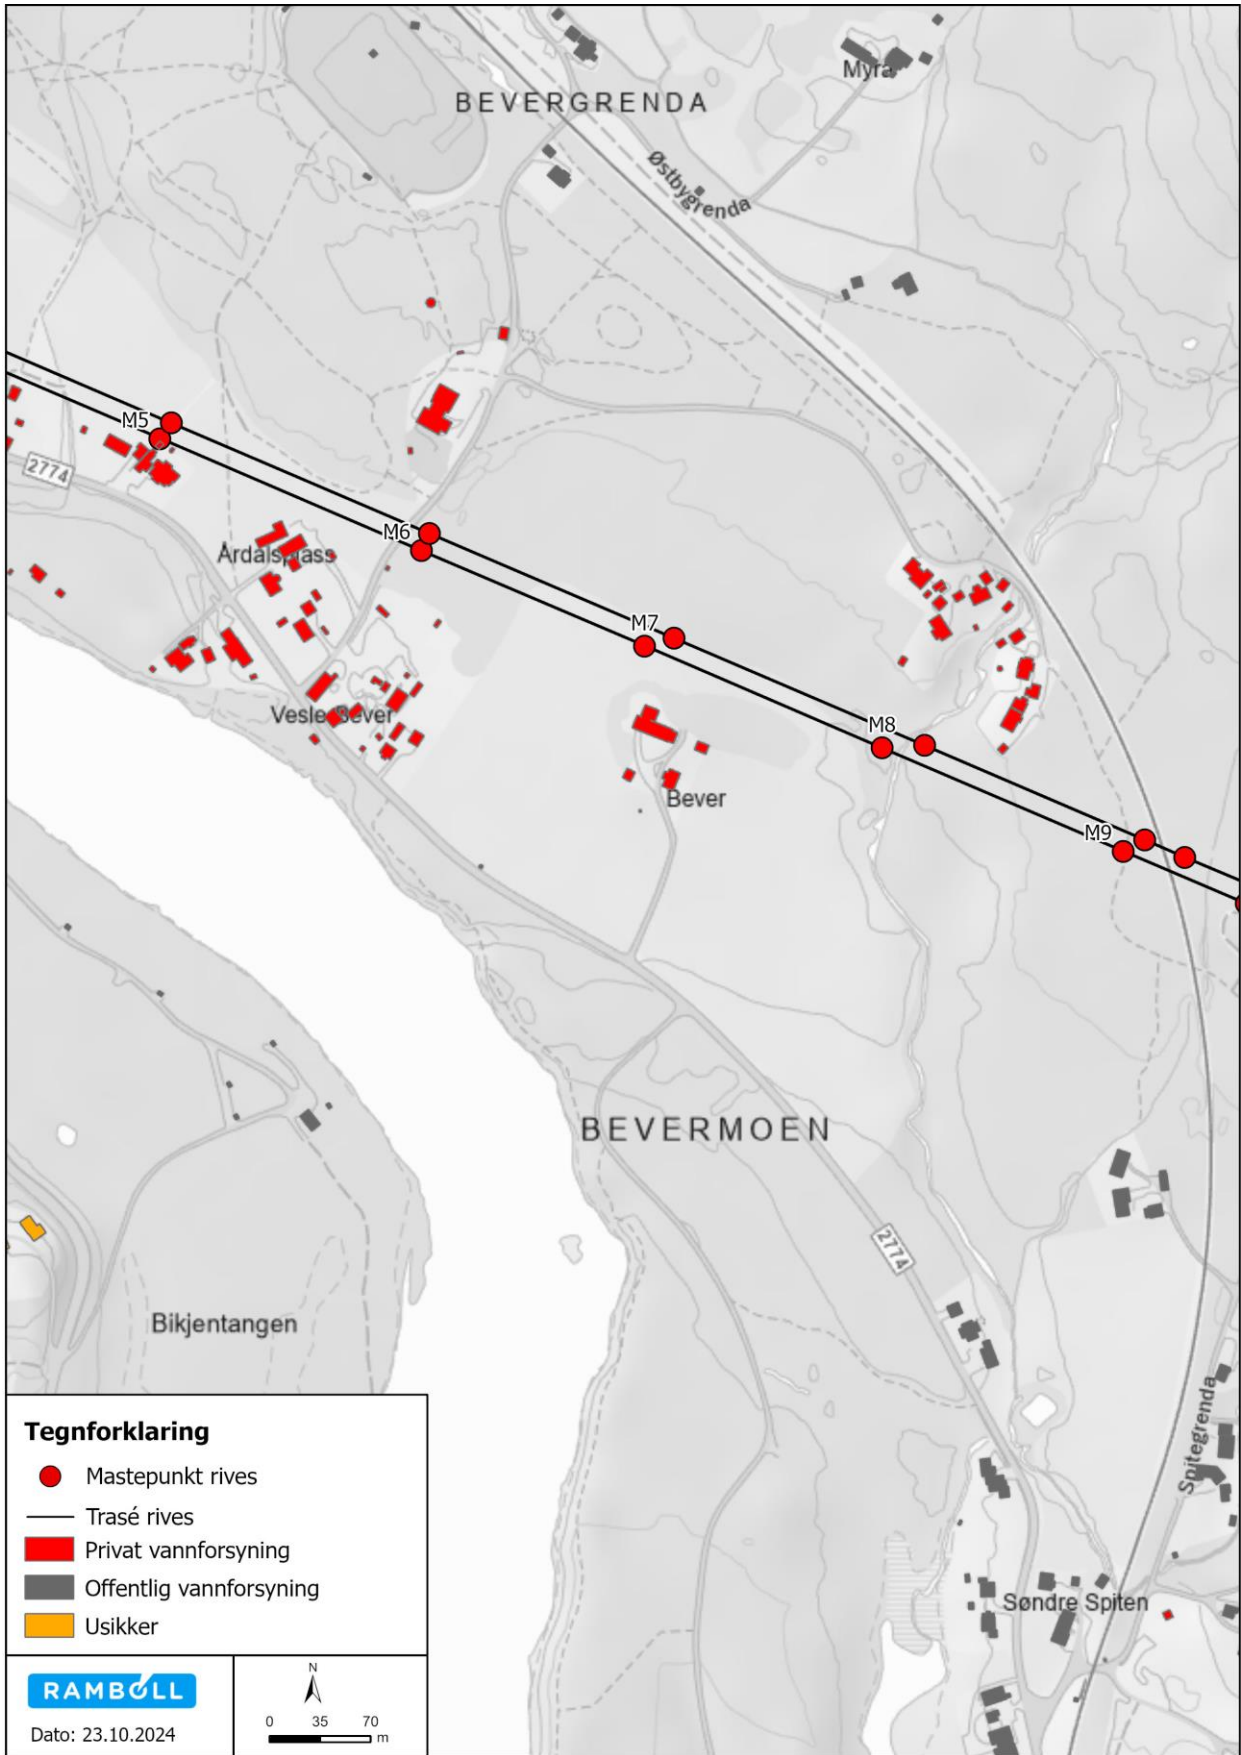 BEVERGRENDA
Myra
Østbygrenda
M5
2774
M6
Årdalsplass
M7
Vesle Bever
M8
Bever
M9
BEVERMOEN
2774
Bikjentangen
Spitegrenda
Søndre Spiten
Tegnforklaring
Mastepunkt rives
Trasé rives
Privat vannforsyning
Offentlig vannforsyning
Usikker
RAMBOLL
Dato: 23.10.2024
N
0 35 70
m